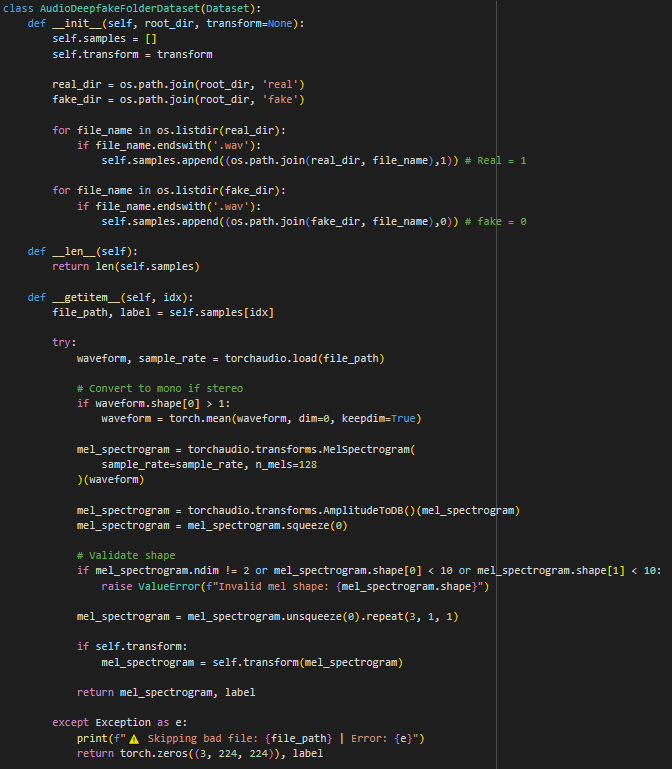 class AudioDeepfakeFolderDataset(Dataset):
    def __init__(self, root_dir, transform=None):
        self.samples = []
        self.transform = transform

        real_dir = os.path.join(root_dir, 'real')
        fake_dir = os.path.join(root_dir, 'fake')

        for file_name in os.listdir(real_dir):
            if file_name.endswith('.wav'):
                self.samples.append((os.path.join(real_dir, file_name),1)) # Real = 1

        for file_name in os.listdir(fake_dir):
            if file_name.endswith('.wav'):
                self.samples.append((os.path.join(fake_dir, file_name),0)) # fake = 0

    def __len__(self):
        return len(self.samples)

    def __getitem__(self, idx):
        file_path, label = self.samples[idx]

        try:
            waveform, sample_rate = torchaudio.load(file_path)

            # Convert to mono if stereo
            if waveform.shape[0] > 1:
                waveform = torch.mean(waveform, dim=0, keepdim=True)

            mel_spectrogram = torchaudio.transforms.MelSpectrogram(
                sample_rate=sample_rate, n_mels=128
            )(waveform)

            mel_spectrogram = torchaudio.transforms.AmplitudeToDB()(mel_spectrogram)
            mel_spectrogram = mel_spectrogram.squeeze(0)

            # Validate shape
            if mel_spectrogram.ndim != 2 or mel_spectrogram.shape[0] < 10 or mel_spectrogram.shape[1] < 10:
                raise ValueError(f"Invalid mel shape: {mel_spectrogram.shape}")

            mel_spectrogram = mel_spectrogram.unsqueeze(0).repeat(3, 1, 1)

            if self.transform:
                mel_spectrogram = self.transform(mel_spectrogram)

            return mel_spectrogram, label

        except Exception as e:
            print(f"⚠️ Skipping bad file: {file_path} | Error: {e}")
            return torch.zeros((3, 224, 224)), label